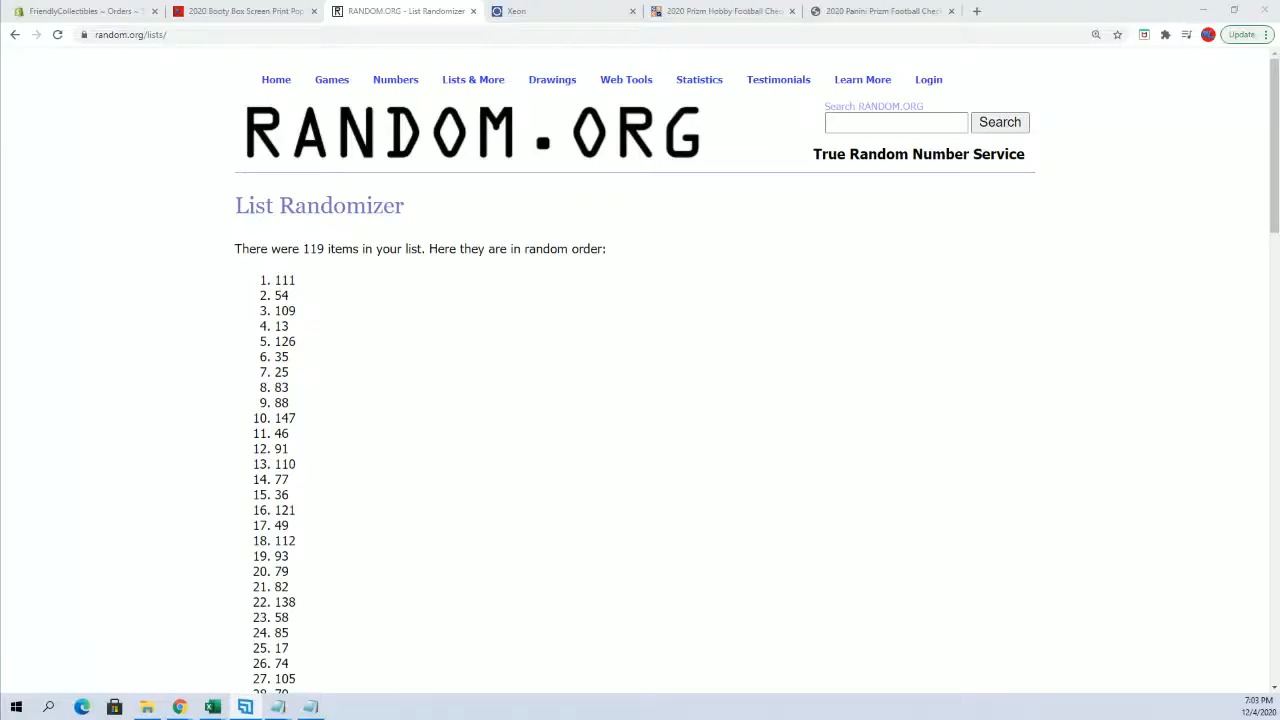 FriendlyCollectibles ~ Orders ~ S
2020 Booty Box Screen Print Pop
RANDOM.ORG - List Randomizer
Xeon
2020 Prizm Hobby Football Chec
2020 Panini Prizm Football Check
random.org/lists/
Update
Home Games Numbers Lists & More Drawings Web Tools Statistics Testimonials Learn More Login
RANDOM.ORG
Search RANDOM.ORG
Search
True Random Number Service
List Randomizer
There were 119 items in your list. Here they are in random order:
1. 111
2. 54
3. 109
4. 13
5. 126
6. 35
7. 25
8. 83
9. 88
10. 147
11. 46
12. 91
13. 110
14. 77
15. 36
16. 121
17. 49
18. 112
19. 93
20. 79
21. 82
22. 138
23. 58
24. 85
25. 17
26. 74
27. 105
7:03 PM
12/4/2020